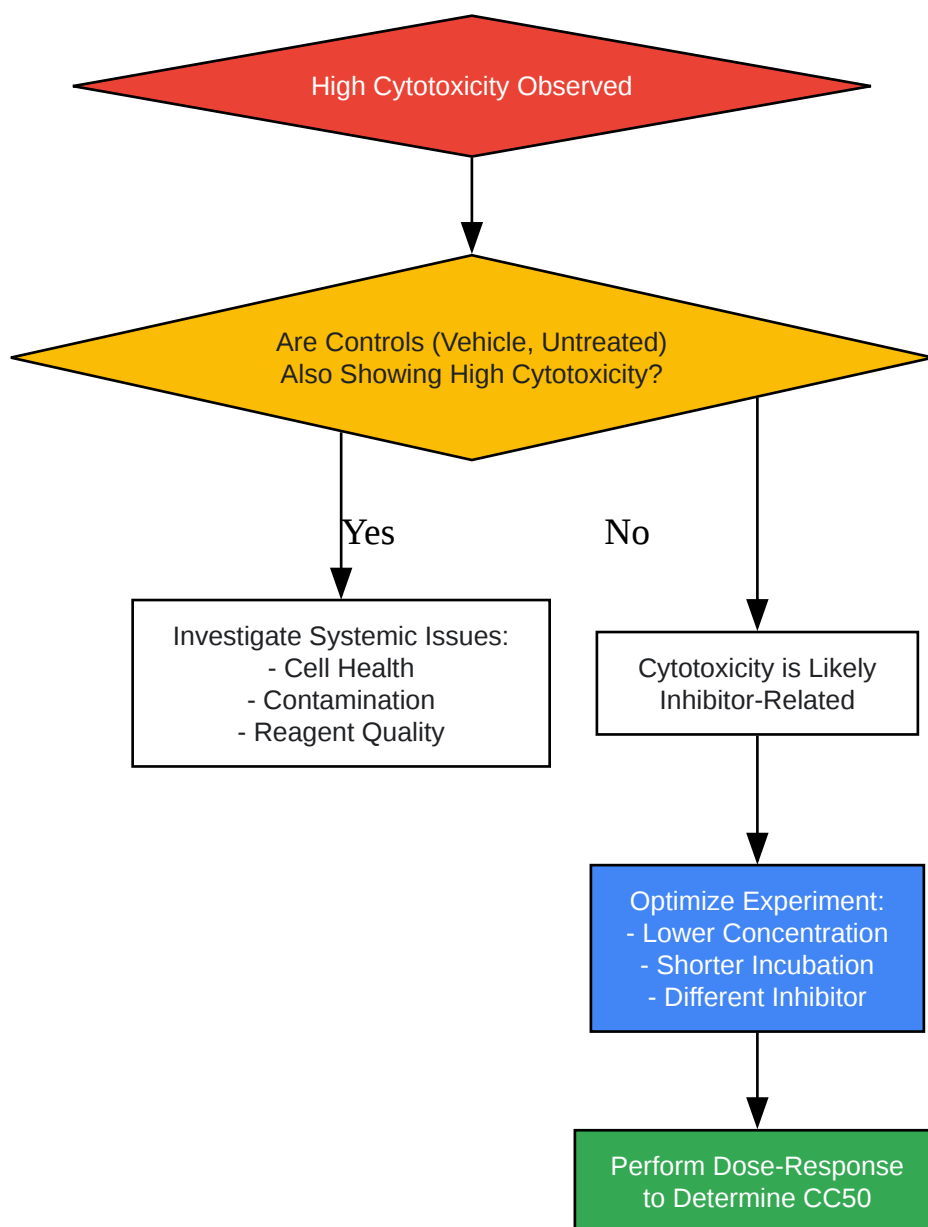 High Cytotoxicity Observed
Are Controls (Vehicle, Untreated)
Also Showing High Cytotoxicity?
Yes
No
Investigate Systemic Issues:
- Cell Health
- Contamination
- Reagent Quality
Cytotoxicity is Likely
Inhibitor-Related
Optimize Experiment:
- Lower Concentration
- Shorter Incubation
- Different Inhibitor
Perform Dose-Response
to Determine CC50